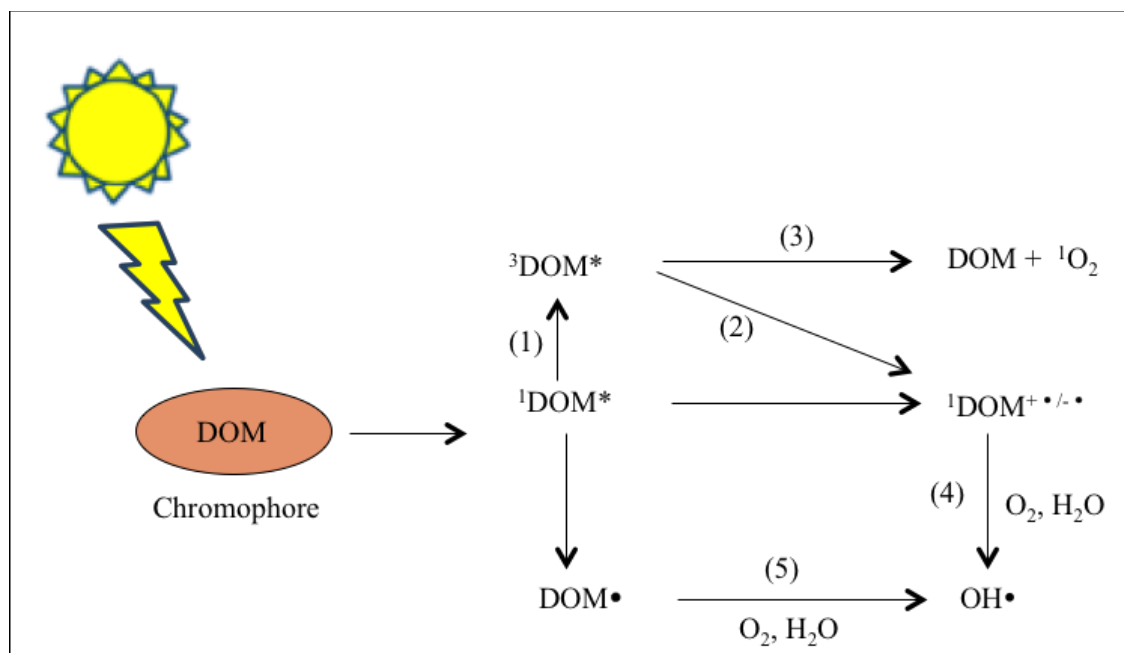 (3)
³DOM*
DOM + ¹O₂
(2)
(1)
¹DOM*
¹DOM⁺•/⁻•
DOM
(4)
O₂, H₂O
Chromophore
(5)
DOM•
OH•
O₂, H₂O